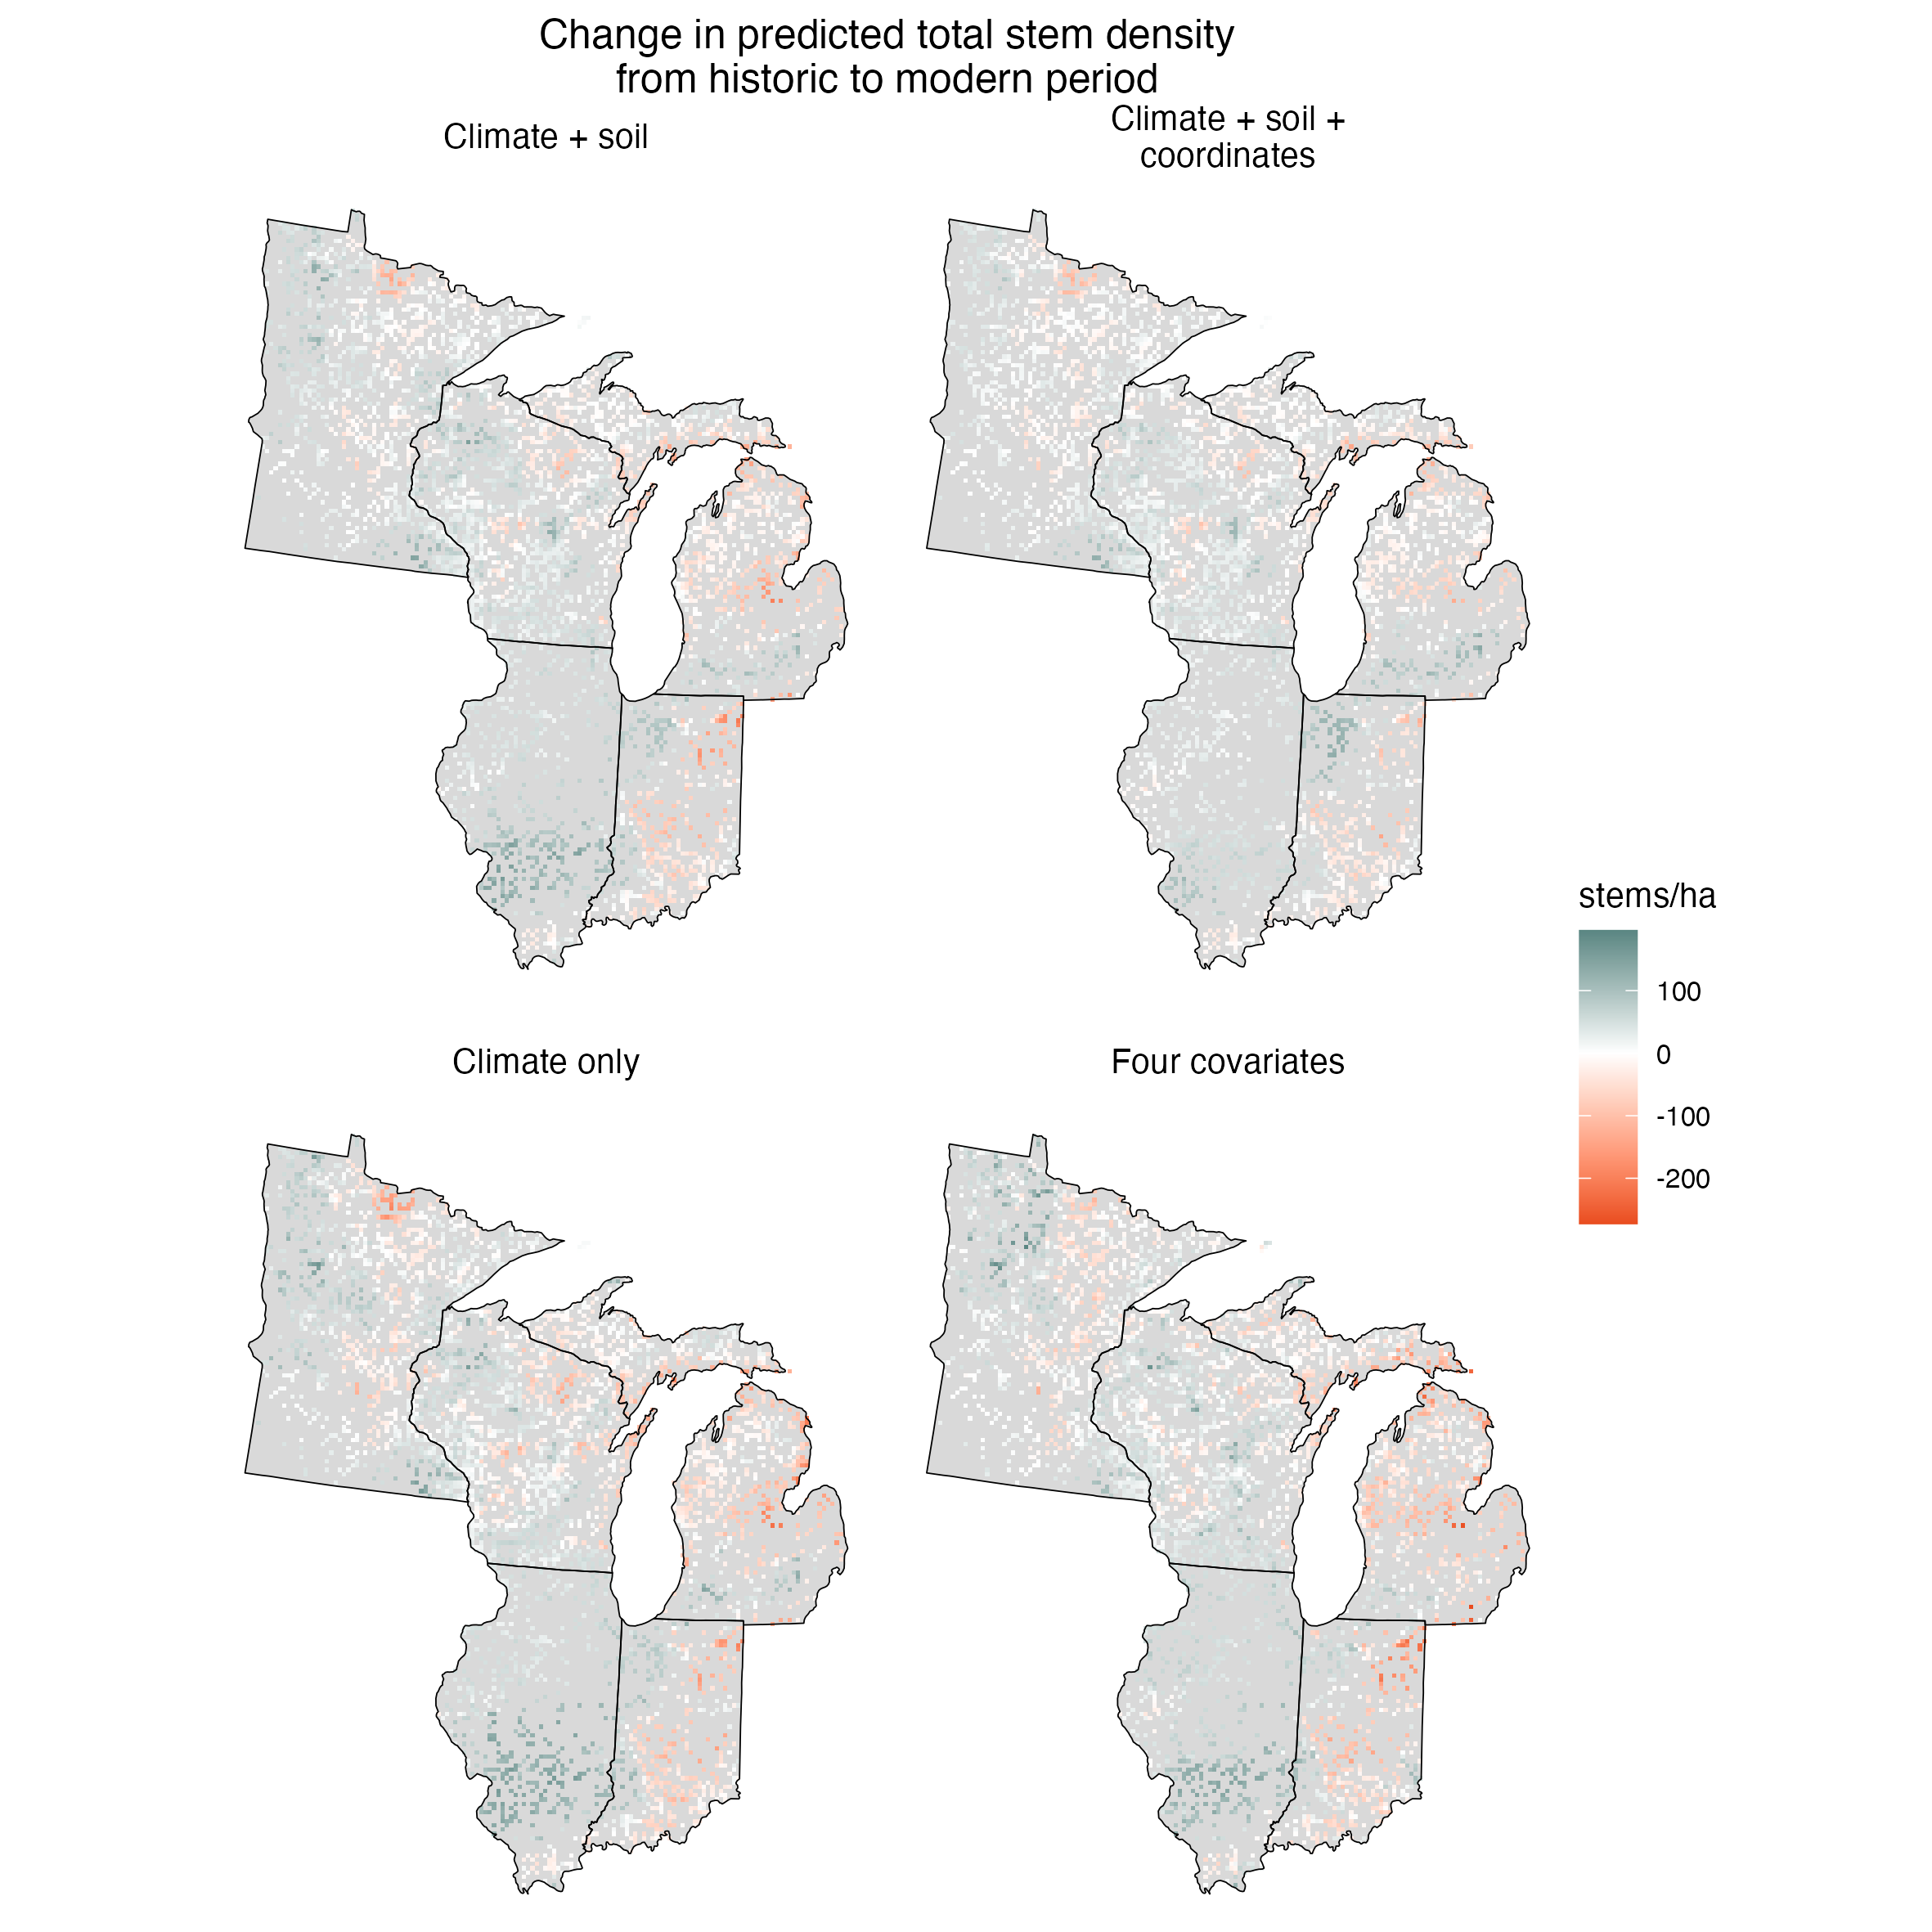 Change in predicted total stem density
from historic to modern period
Climate + soil
Climate + soil +
coordinates
stems/ha
100
0
-100
-200
Climate only
Four covariates